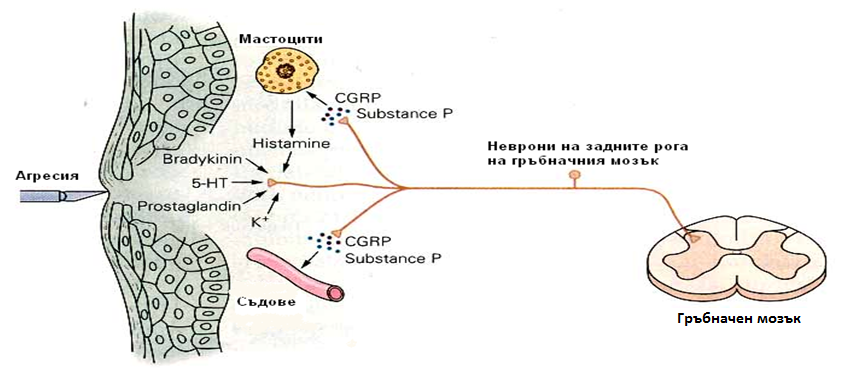 Мастоцити
CGRP
Substance P
Histamine
Bradykinin
Неврони на задните рога
на гръбначния мозък
Агресия
5-HT
Prostaglandin
K⁺
CGRP
Substance P
Съдове
Гръбначен мозък